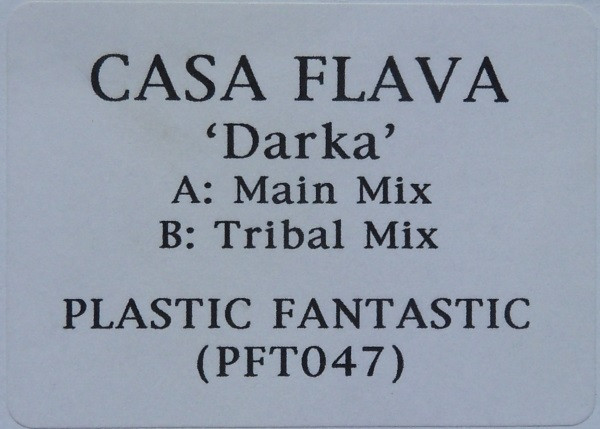 CASA FLAVA
‘Darka’
A: Main Mix
B: Tribal Mix
PLASTIC FANTASTIC
(PFT047)